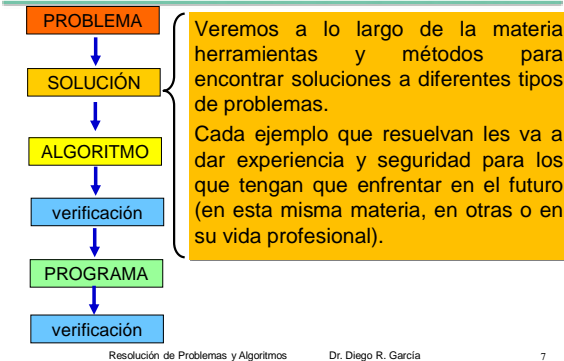 PROBLEMA
SOLUCIÓN
ALGORITMO
verificación
PROGRAMA
verificación
Veremos a lo largo de la materia
herramientas y métodos para
encontrar soluciones a diferentes tipos
de problemas.
Cada ejemplo que resuelvan les va a
dar experiencia y seguridad para los
que tengan que enfrentar en el futuro
(en esta misma materia, en otras o en
su vida profesional).
Resolución de Problemas y Algoritmos Dr. Diego R. García 7